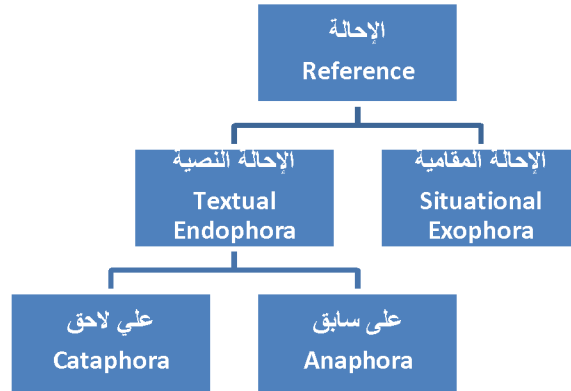 الإحالة
Reference
الإحالة النصية
Textual
Endophora
الإحالة المقامية
Situational
Exophora
علي لاحق
Cataphora
على سابق
Anaphora